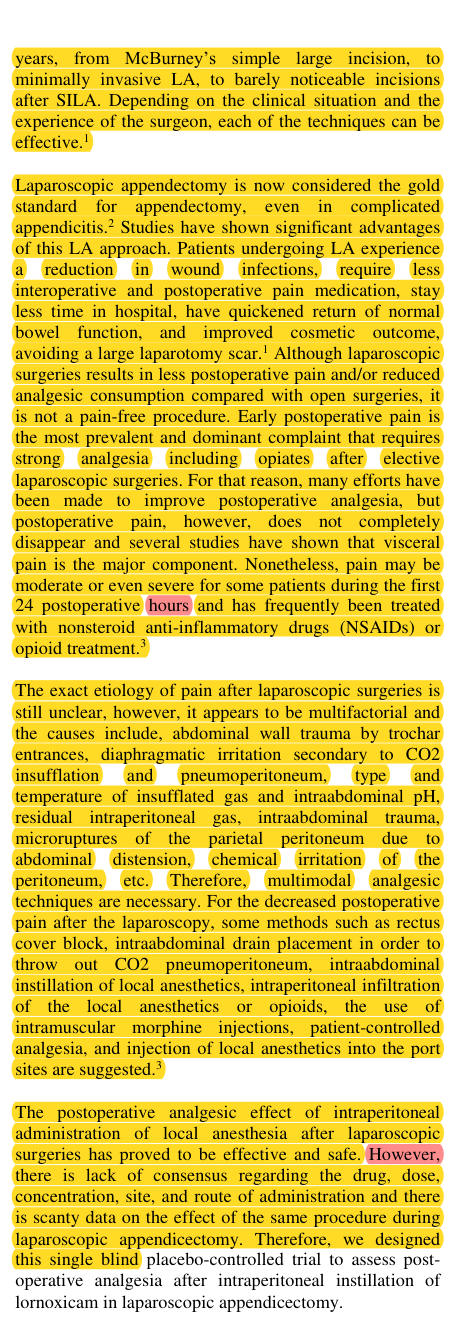 years, from McBurney's simple large incision, to
minimally invasive LA, to barely noticeable incisions
after SILA. Depending on the clinical situation and the
experience of the surgeon, each of the techniques can be
effective.¹
Laparoscopic appendectomy is now considered the gold
standard for appendectomy, even in complicated
appendicitis.² Studies have shown significant advantages
of this LA approach. Patients undergoing LA experience
a reduction in wound infections, require less
interoperative and postoperative pain medication, stay
less time in hospital, have quickened return of normal
bowel function, and improved cosmetic outcome,
avoiding a large laparotomy scar.¹ Although laparoscopic
surgeries results in less postoperative pain and/or reduced
analgesic consumption compared with open surgeries, it
is not a pain-free procedure. Early postoperative pain is
the most prevalent and dominant complaint that requires
strong analgesia including opiates after elective
laparoscopic surgeries. For that reason, many efforts have
been made to improve postoperative analgesia, but
postoperative pain, however, does not completely
disappear and several studies have shown that visceral
pain is the major component. Nonetheless, pain may be
moderate or even severe for some patients during the first
24 postoperative hours and has frequently been treated
with nonsteroid anti-inflammatory drugs (NSAIDs) or
opioid treatment.³
The exact etiology of pain after laparoscopic surgeries is
still unclear, however, it appears to be multifactorial and
the causes include, abdominal wall trauma by trochar
entrances, diaphragmatic irritation secondary to CO2
insufflation and pneumoperitoneum, type and
temperature of insufflated gas and intraabdominal pH,
residual intraperitoneal gas, intraabdominal trauma,
microruptures of the parietal peritoneum due to
abdominal distension, chemical irritation of the
peritoneum, etc. Therefore, multimodal analgesic
techniques are necessary. For the decreased postoperative
pain after the laparoscopy, some methods such as rectus
cover block, intraabdominal drain placement in order to
throw out CO2 pneumoperitoneum, intraabdominal
instillation of local anesthetics, intraperitoneal infiltration
of the local anesthetics or opioids, the use of
intramuscular morphine injections, patient-controlled
analgesia, and injection of local anesthetics into the port
sites are suggested.³
The postoperative analgesic effect of intraperitoneal
administration of local anesthesia after laparoscopic
surgeries has proved to be effective and safe. However,
there is lack of consensus regarding the drug, dose,
concentration, site, and route of administration and there
is scanty data on the effect of the same procedure during
laparoscopic appendicectomy. Therefore, we designed
this single blind placebo-controlled trial to assess post-
operative analgesia after intraperitoneal instillation of
lornoxicam in laparoscopic appendicectomy.